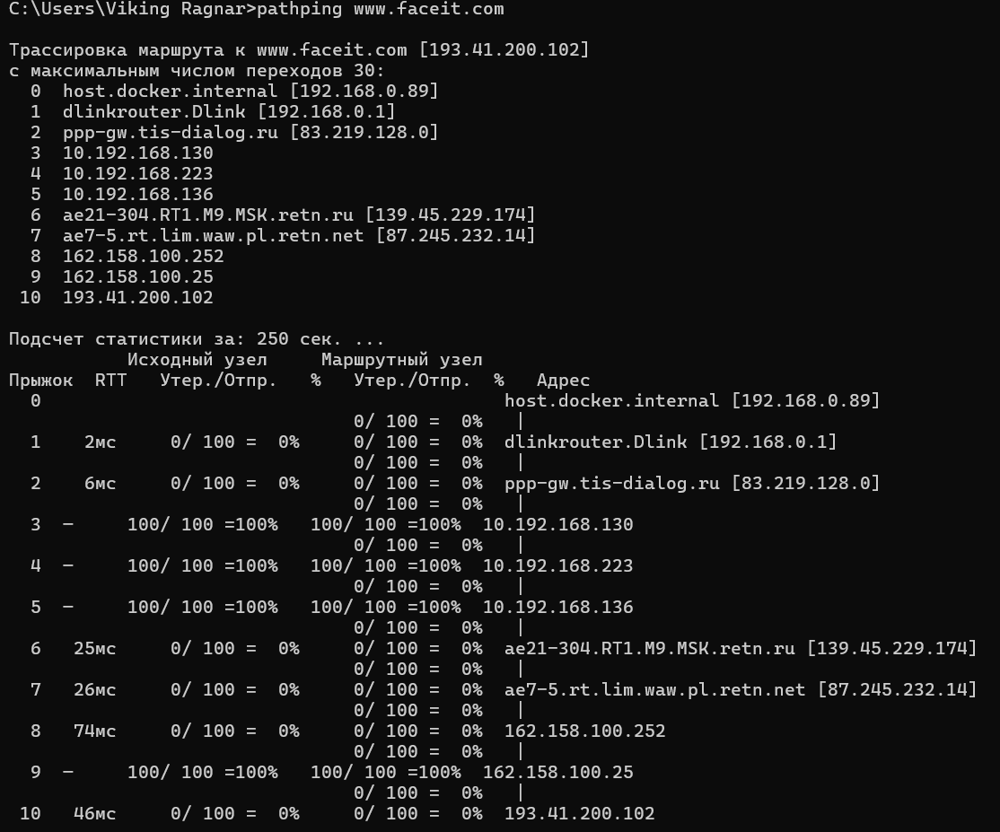 C:\Users\Viking Ragnar>pathping www.faceit.com
Трассировка маршрута к www.faceit.com [193.41.200.102]
с максимальным числом переходов 30:
  0  host.docker.internal [192.168.0.89]
  1  dlinkrouter.Dlink [192.168.0.1]
  2  ppp-gw.tis-dialog.ru [83.219.128.0]
  3  10.192.168.130
  4  10.192.168.223
  5  10.192.168.136
  6  ae21-304.RT1.M9.MSK.retn.ru [139.45.229.174]
  7  ae7-5.rt.lim.waw.pl.retn.net [87.245.232.14]
  8  162.158.100.252
  9  162.158.100.25
 10  193.41.200.102
Подсчет статистики за: 250 сек. ...
           Исходный узел     Маршрутный узел
Прыжок  RTT   Утер./Отпр.   %   Утер./Отпр.  %   Адрес
  0                                           host.docker.internal [192.168.0.89]
                                0/ 100 =  0%   |
  1    2мс     0/ 100 =  0%     0/ 100 =  0%  dlinkrouter.Dlink [192.168.0.1]
                                0/ 100 =  0%   |
  2    6мс     0/ 100 =  0%     0/ 100 =  0%  ppp-gw.tis-dialog.ru [83.219.128.0]
                                0/ 100 =  0%   |
  3  —     100/ 100 =100%   100/ 100 =100%  10.192.168.130
                                0/ 100 =  0%   |
  4  —     100/ 100 =100%   100/ 100 =100%  10.192.168.223
                                0/ 100 =  0%   |
  5  —     100/ 100 =100%   100/ 100 =100%  10.192.168.136
                                0/ 100 =  0%   |
  6   25мс     0/ 100 =  0%     0/ 100 =  0%  ae21-304.RT1.M9.MSK.retn.ru [139.45.229.174]
                                0/ 100 =  0%   |
  7   26мс     0/ 100 =  0%     0/ 100 =  0%  ae7-5.rt.lim.waw.pl.retn.net [87.245.232.14]
                                0/ 100 =  0%   |
  8   74мс     0/ 100 =  0%     0/ 100 =  0%  162.158.100.252
                                0/ 100 =  0%   |
  9  —     100/ 100 =100%   100/ 100 =100%  162.158.100.25
                                0/ 100 =  0%   |
 10   46мс     0/ 100 =  0%     0/ 100 =  0%  193.41.200.102